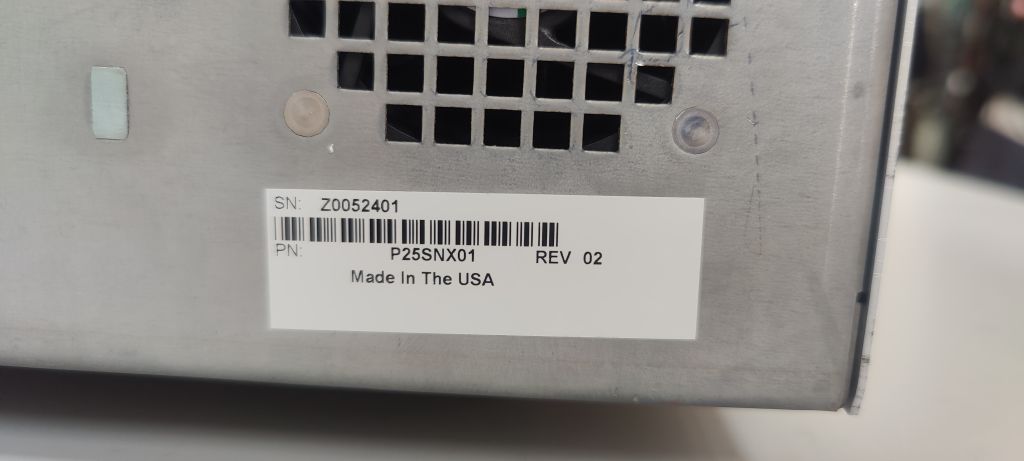 SN: Z0052401
PN: P25SNX01 REV 02
Made In The USA